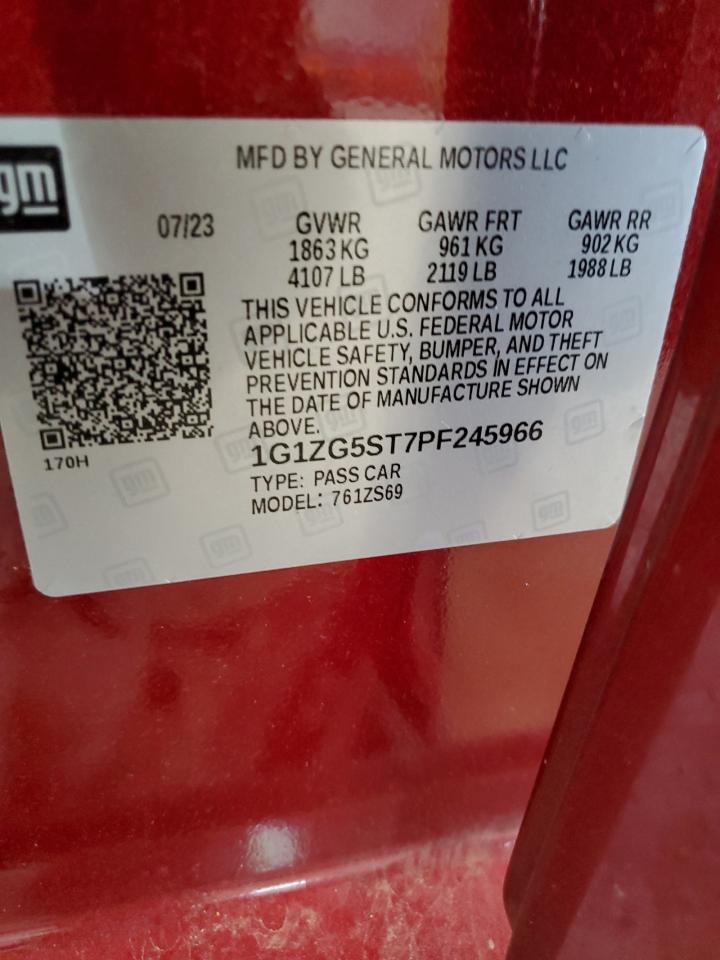 gm
MFD BY GENERAL MOTORS LLC
07/23 GVWR GAWR FRT GAWR RR
1863 KG 961 KG 902 KG
4107 LB 2119 LB 1988 LB
THIS VEHICLE CONFORMS TO ALL
APPLICABLE U.S. FEDERAL MOTOR
VEHICLE SAFETY, BUMPER, AND THEFT
PREVENTION STANDARDS IN EFFECT ON
THE DATE OF MANUFACTURE SHOWN
ABOVE.
170H
1G1ZG5ST7PF245966
TYPE: PASS CAR
MODEL: 761ZS69